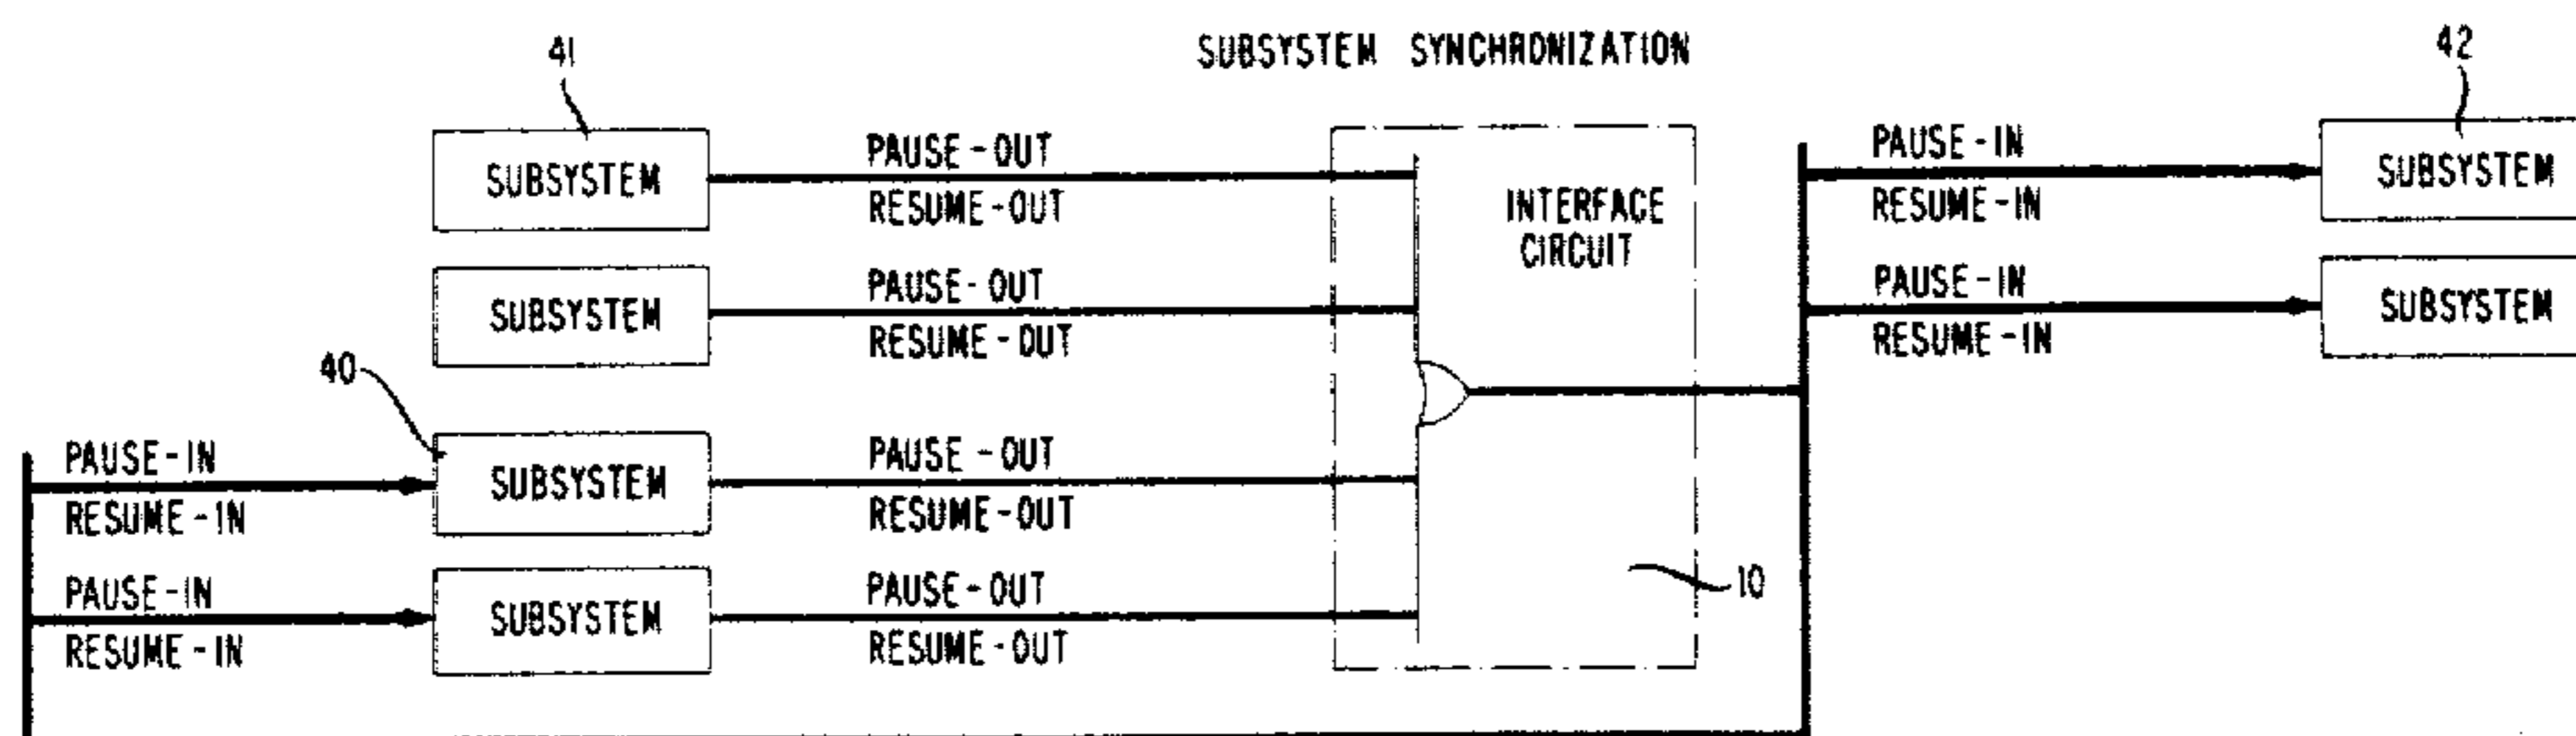 SUBSYSTEM SYNCHRONIZATION
41
42
SUBSYSTEM
PAUSE-OUT
RESUME-OUT
INTERFACE
CIRCUIT
PAUSE-IN
RESUME-IN
SUBSYSTEM
SUBSYSTEM
PAUSE-OUT
RESUME-OUT
PAUSE-IN
RESUME-IN
SUBSYSTEM
40
PAUSE-IN
RESUME-IN
SUBSYSTEM
PAUSE-OUT
RESUME-OUT
PAUSE-IN
RESUME-IN
SUBSYSTEM
PAUSE-OUT
RESUME-OUT
10